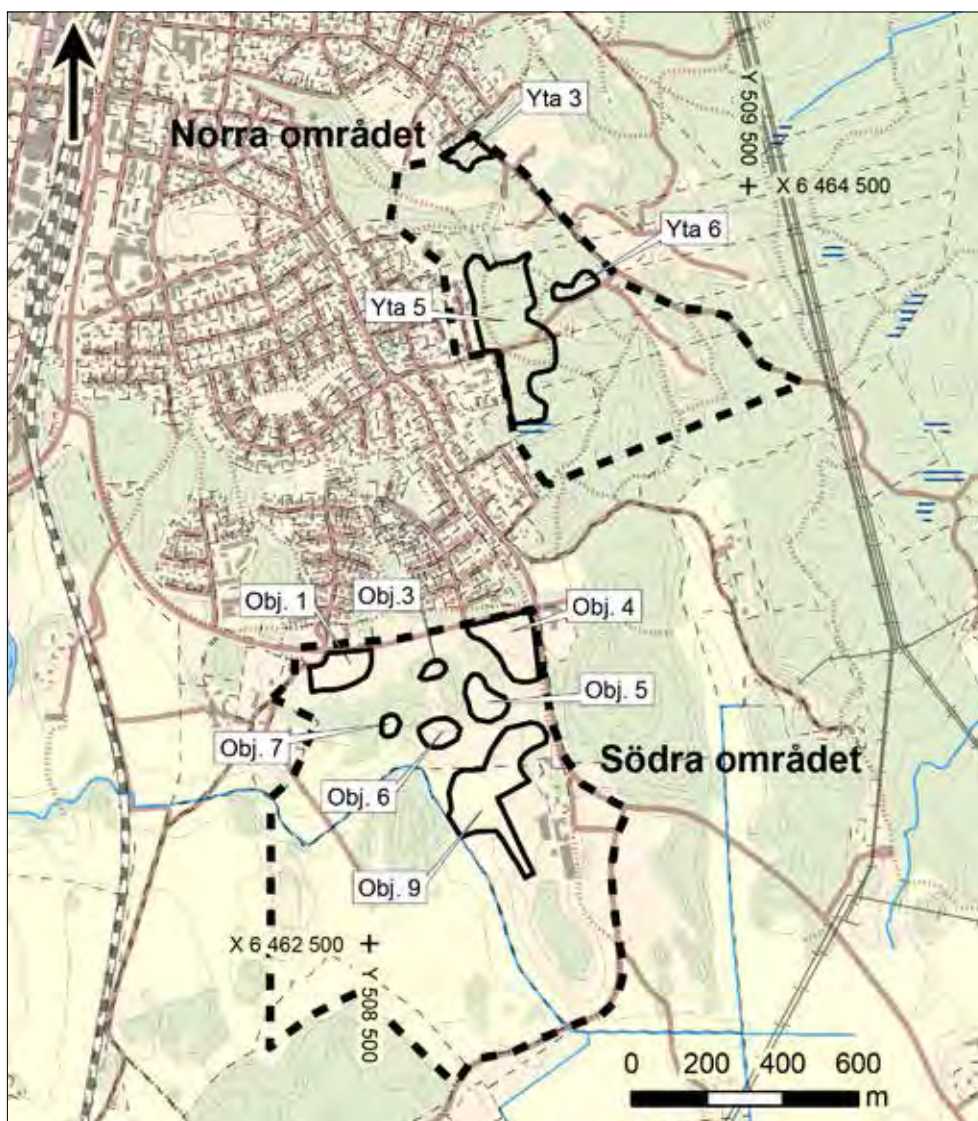 Yta 3
Norra området
Y 509 500
X 6 464 500
Yta 6
Yta 5
Obj. 1
Obj.3
Obj. 4
Obj. 5
Obj. 7
Södra området
Obj. 6
Obj. 9
X 6 462 500
Y 508 500
0 200 400 600
m